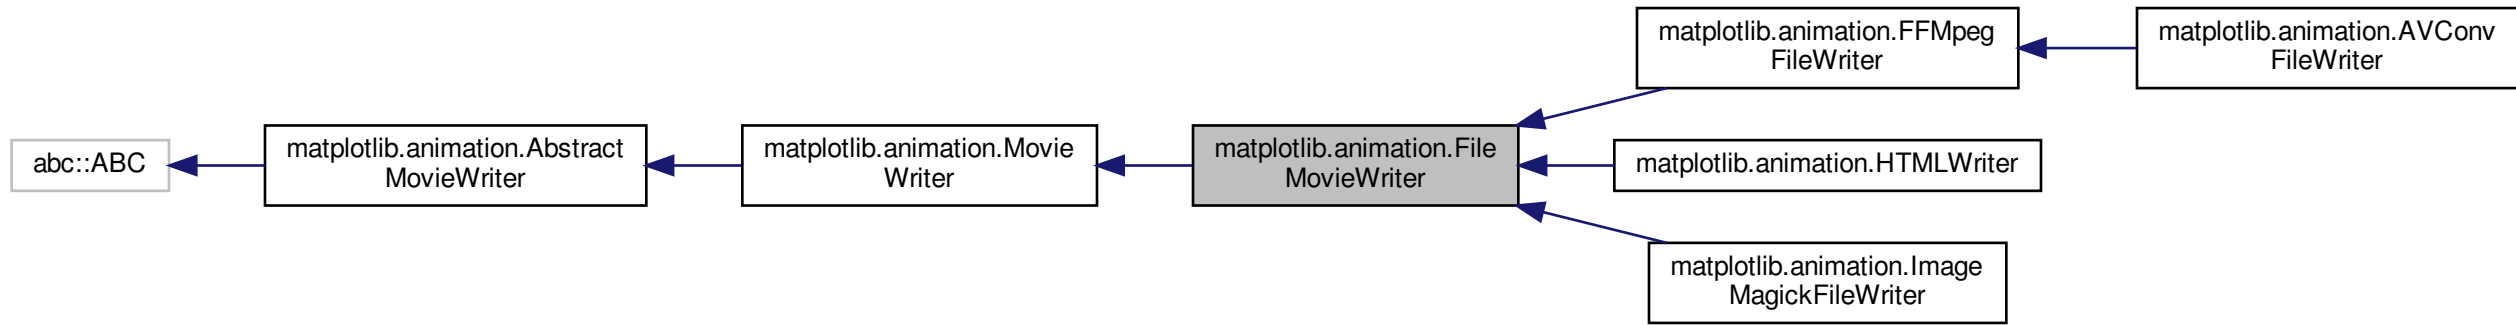 abc::ABC
matplotlib.animation.Abstract
MovieWriter
matplotlib.animation.Movie
Writer
matplotlib.animation.File
MovieWriter
matplotlib.animation.FFMpeg
FileWriter
matplotlib.animation.AVConv
FileWriter
matplotlib.animation.HTMLWriter
matplotlib.animation.Image
MagickFileWriter